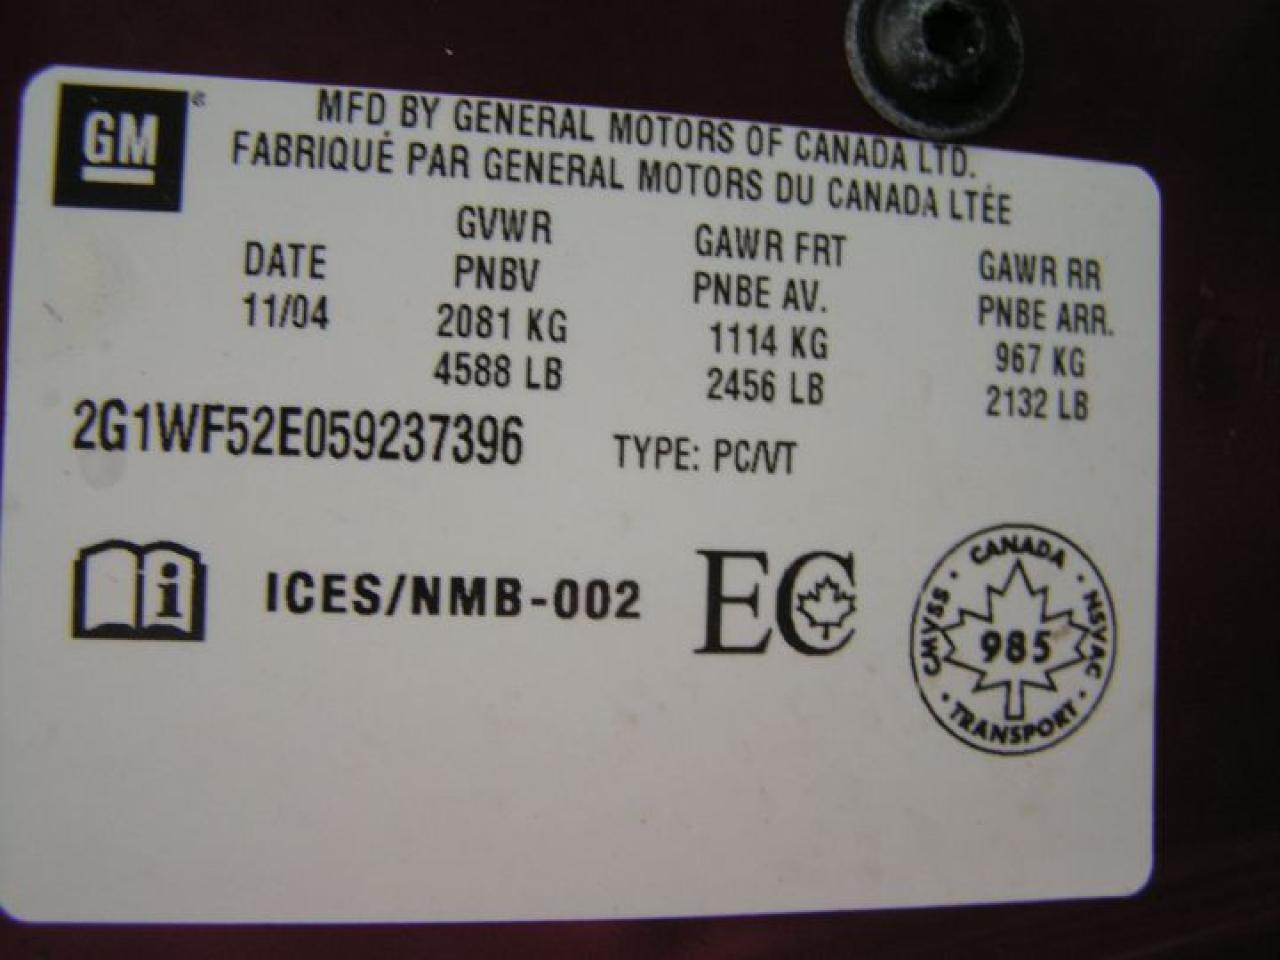 GM®
MFD BY GENERAL MOTORS OF CANADA LTD.
FABRIQUÉ PAR GENERAL MOTORS DU CANADA LTÉE
DATE
11/04
GVWR
PNBV
2081 KG
4588 LB
GAWR FRT
PNBE AV.
1114 KG
2456 LB
GAWR RR
PNBE ARR.
967 KG
2132 LB
2G1WF52E059237396 TYPE: PC/VT
i ICES/NMB-002 EC
CANADA
CMVSS · NSVAC
985
TRANSPORT